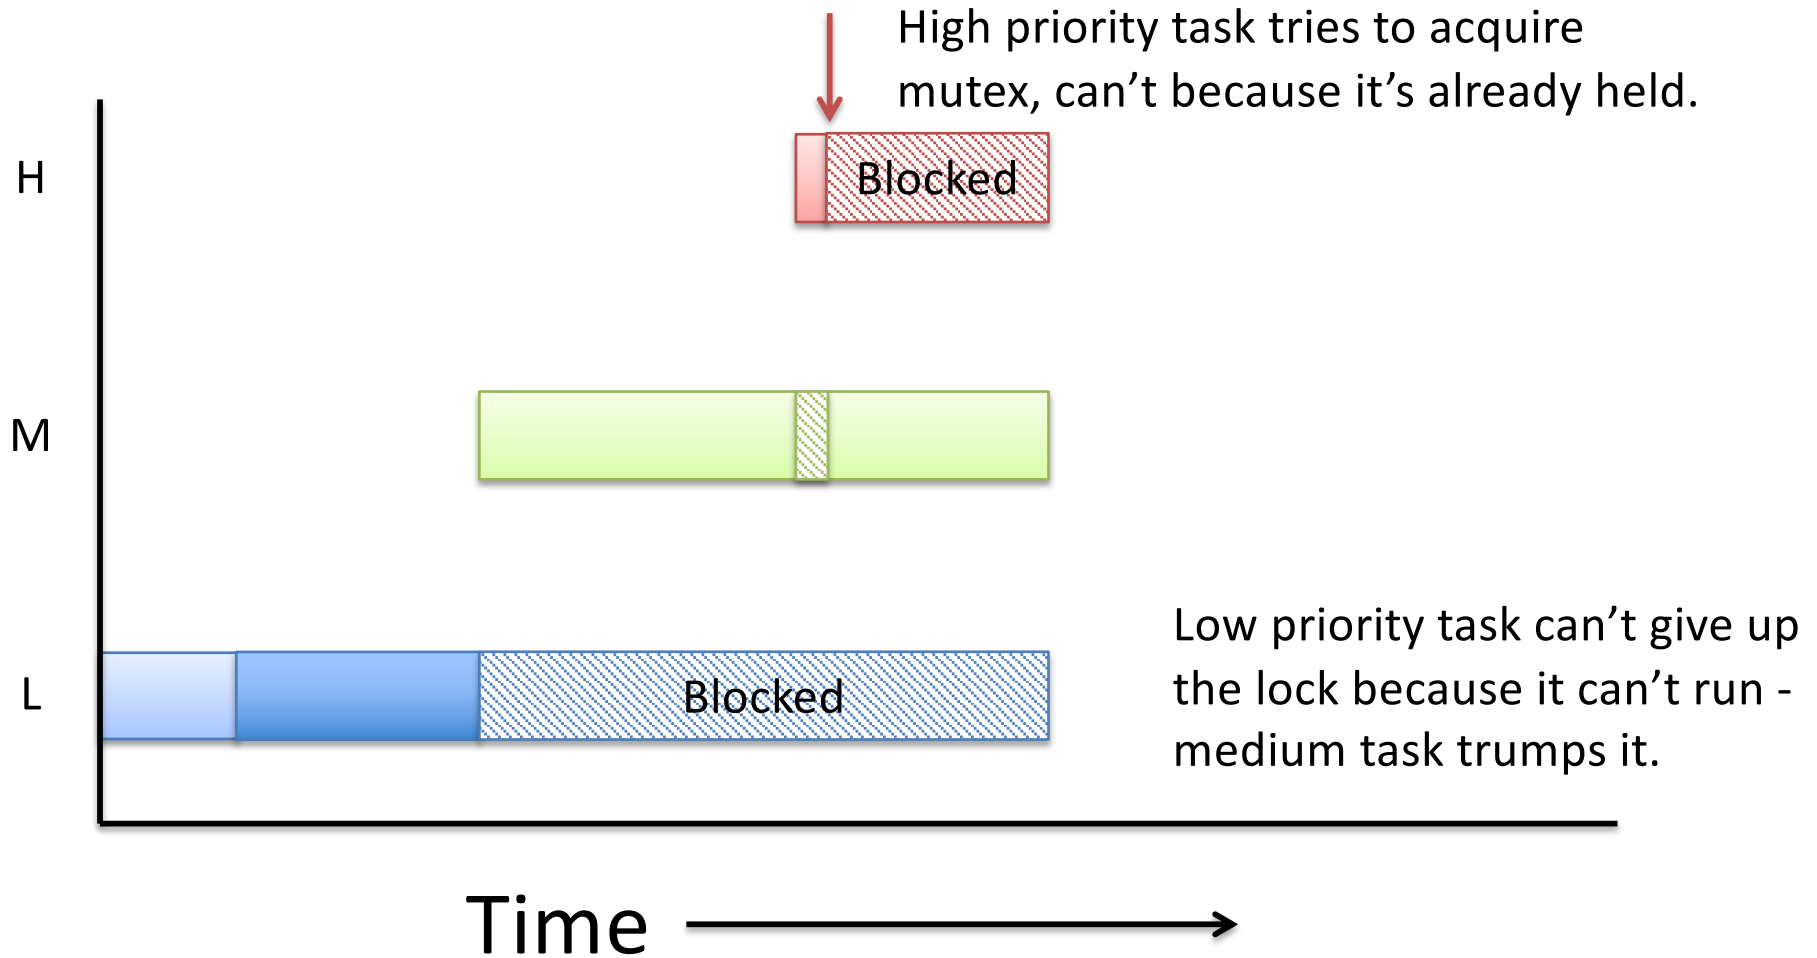 High priority task tries to acquire
mutex, can’t because it’s already held.
H
Blocked
M
Low priority task can’t give up
the lock because it can’t run -
medium task trumps it.
L
Blocked
Time